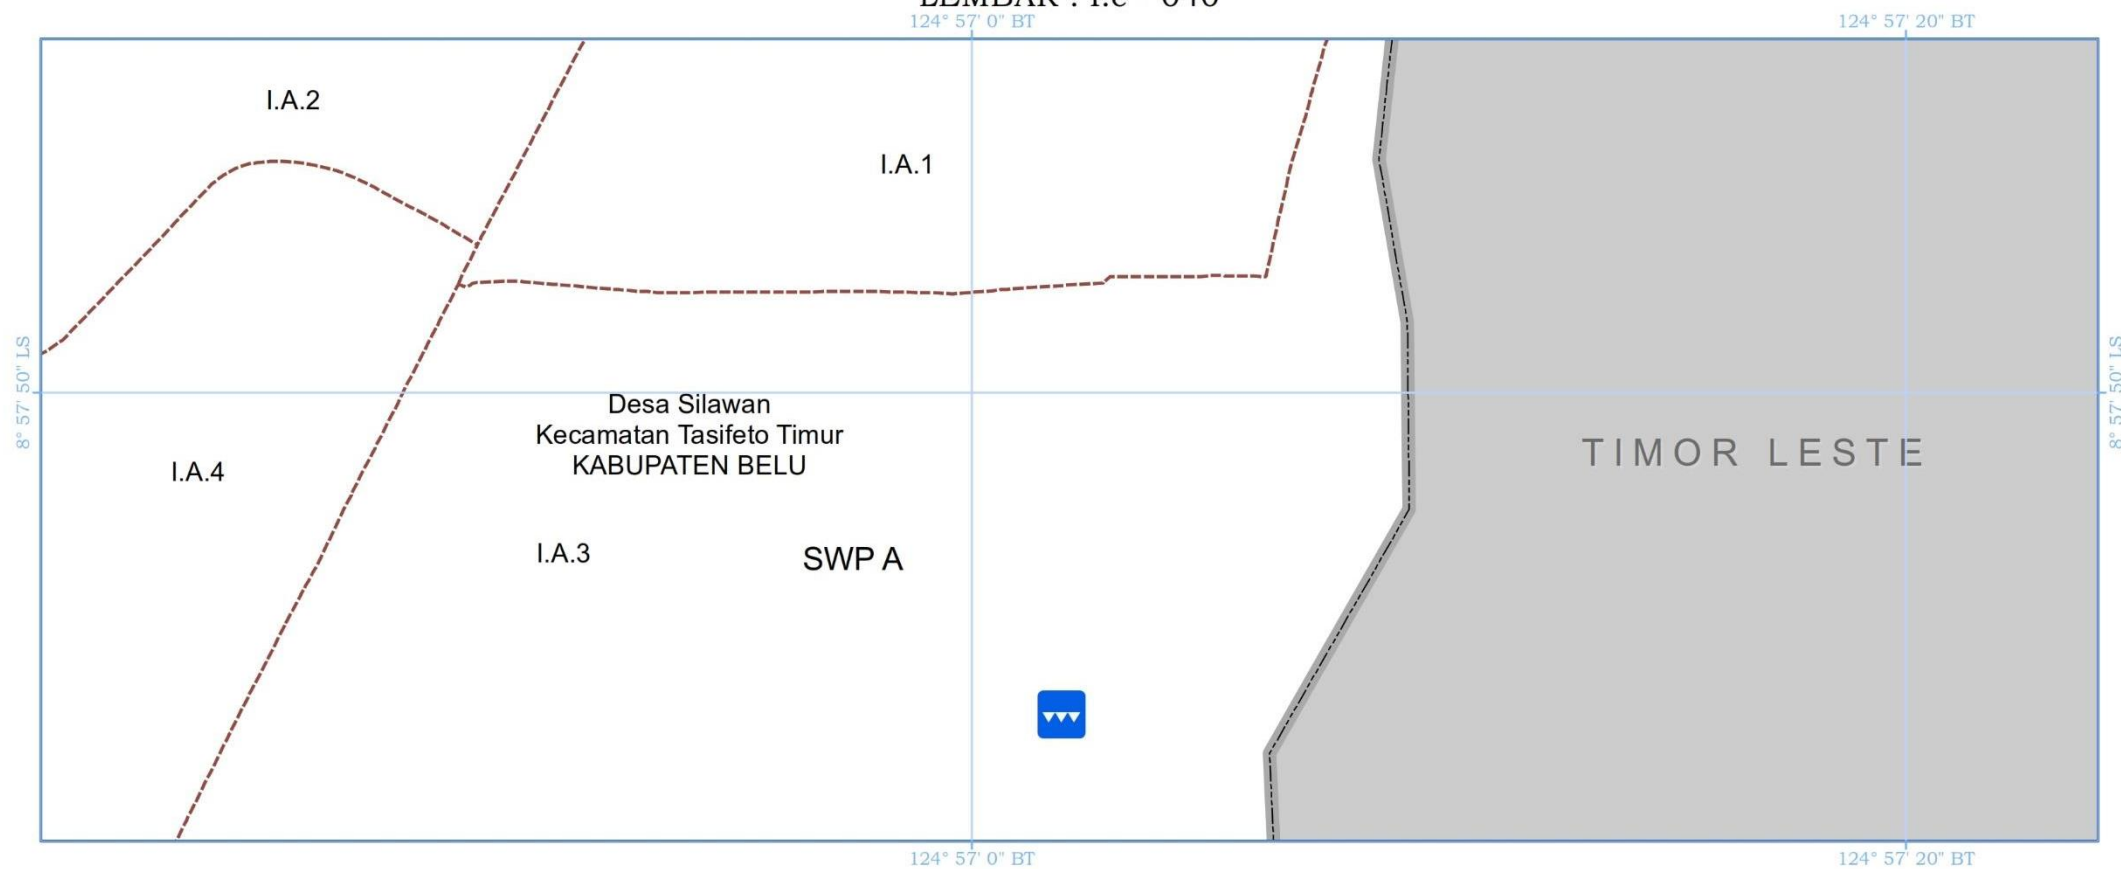 124° 57' 0" BT
124° 57' 20" BT
I.A.2
I.A.1
8° 57' 50" LS
8° 57' 50" LS
Desa Silawan
Kecamatan Tasifeto Timur
KABUPATEN BELU
TIMOR LESTE
I.A.4
I.A.3
SWP A
124° 57' 0" BT
124° 57' 20" BT